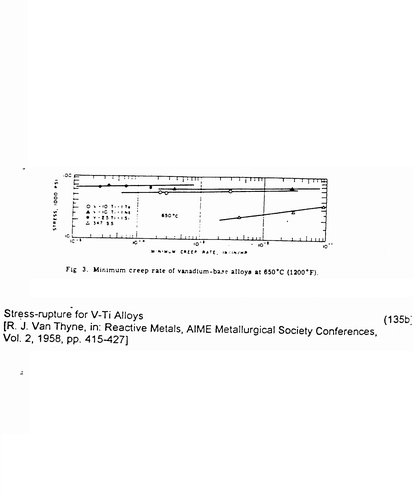 STRESS, 1000 PSI
650°C
347 SS
MINIMUM CREEP RATE, IN/IN/HR
Fig 3. Minimum creep rate of vanadium-base alloys at 650°C (1200°F).
Stress-rupture for V-Ti Alloys
(135b)
[R. J. Van Thyne, in: Reactive Metals, AIME Metallurgical Society Conferences,
Vol. 2, 1958, pp. 415-427]